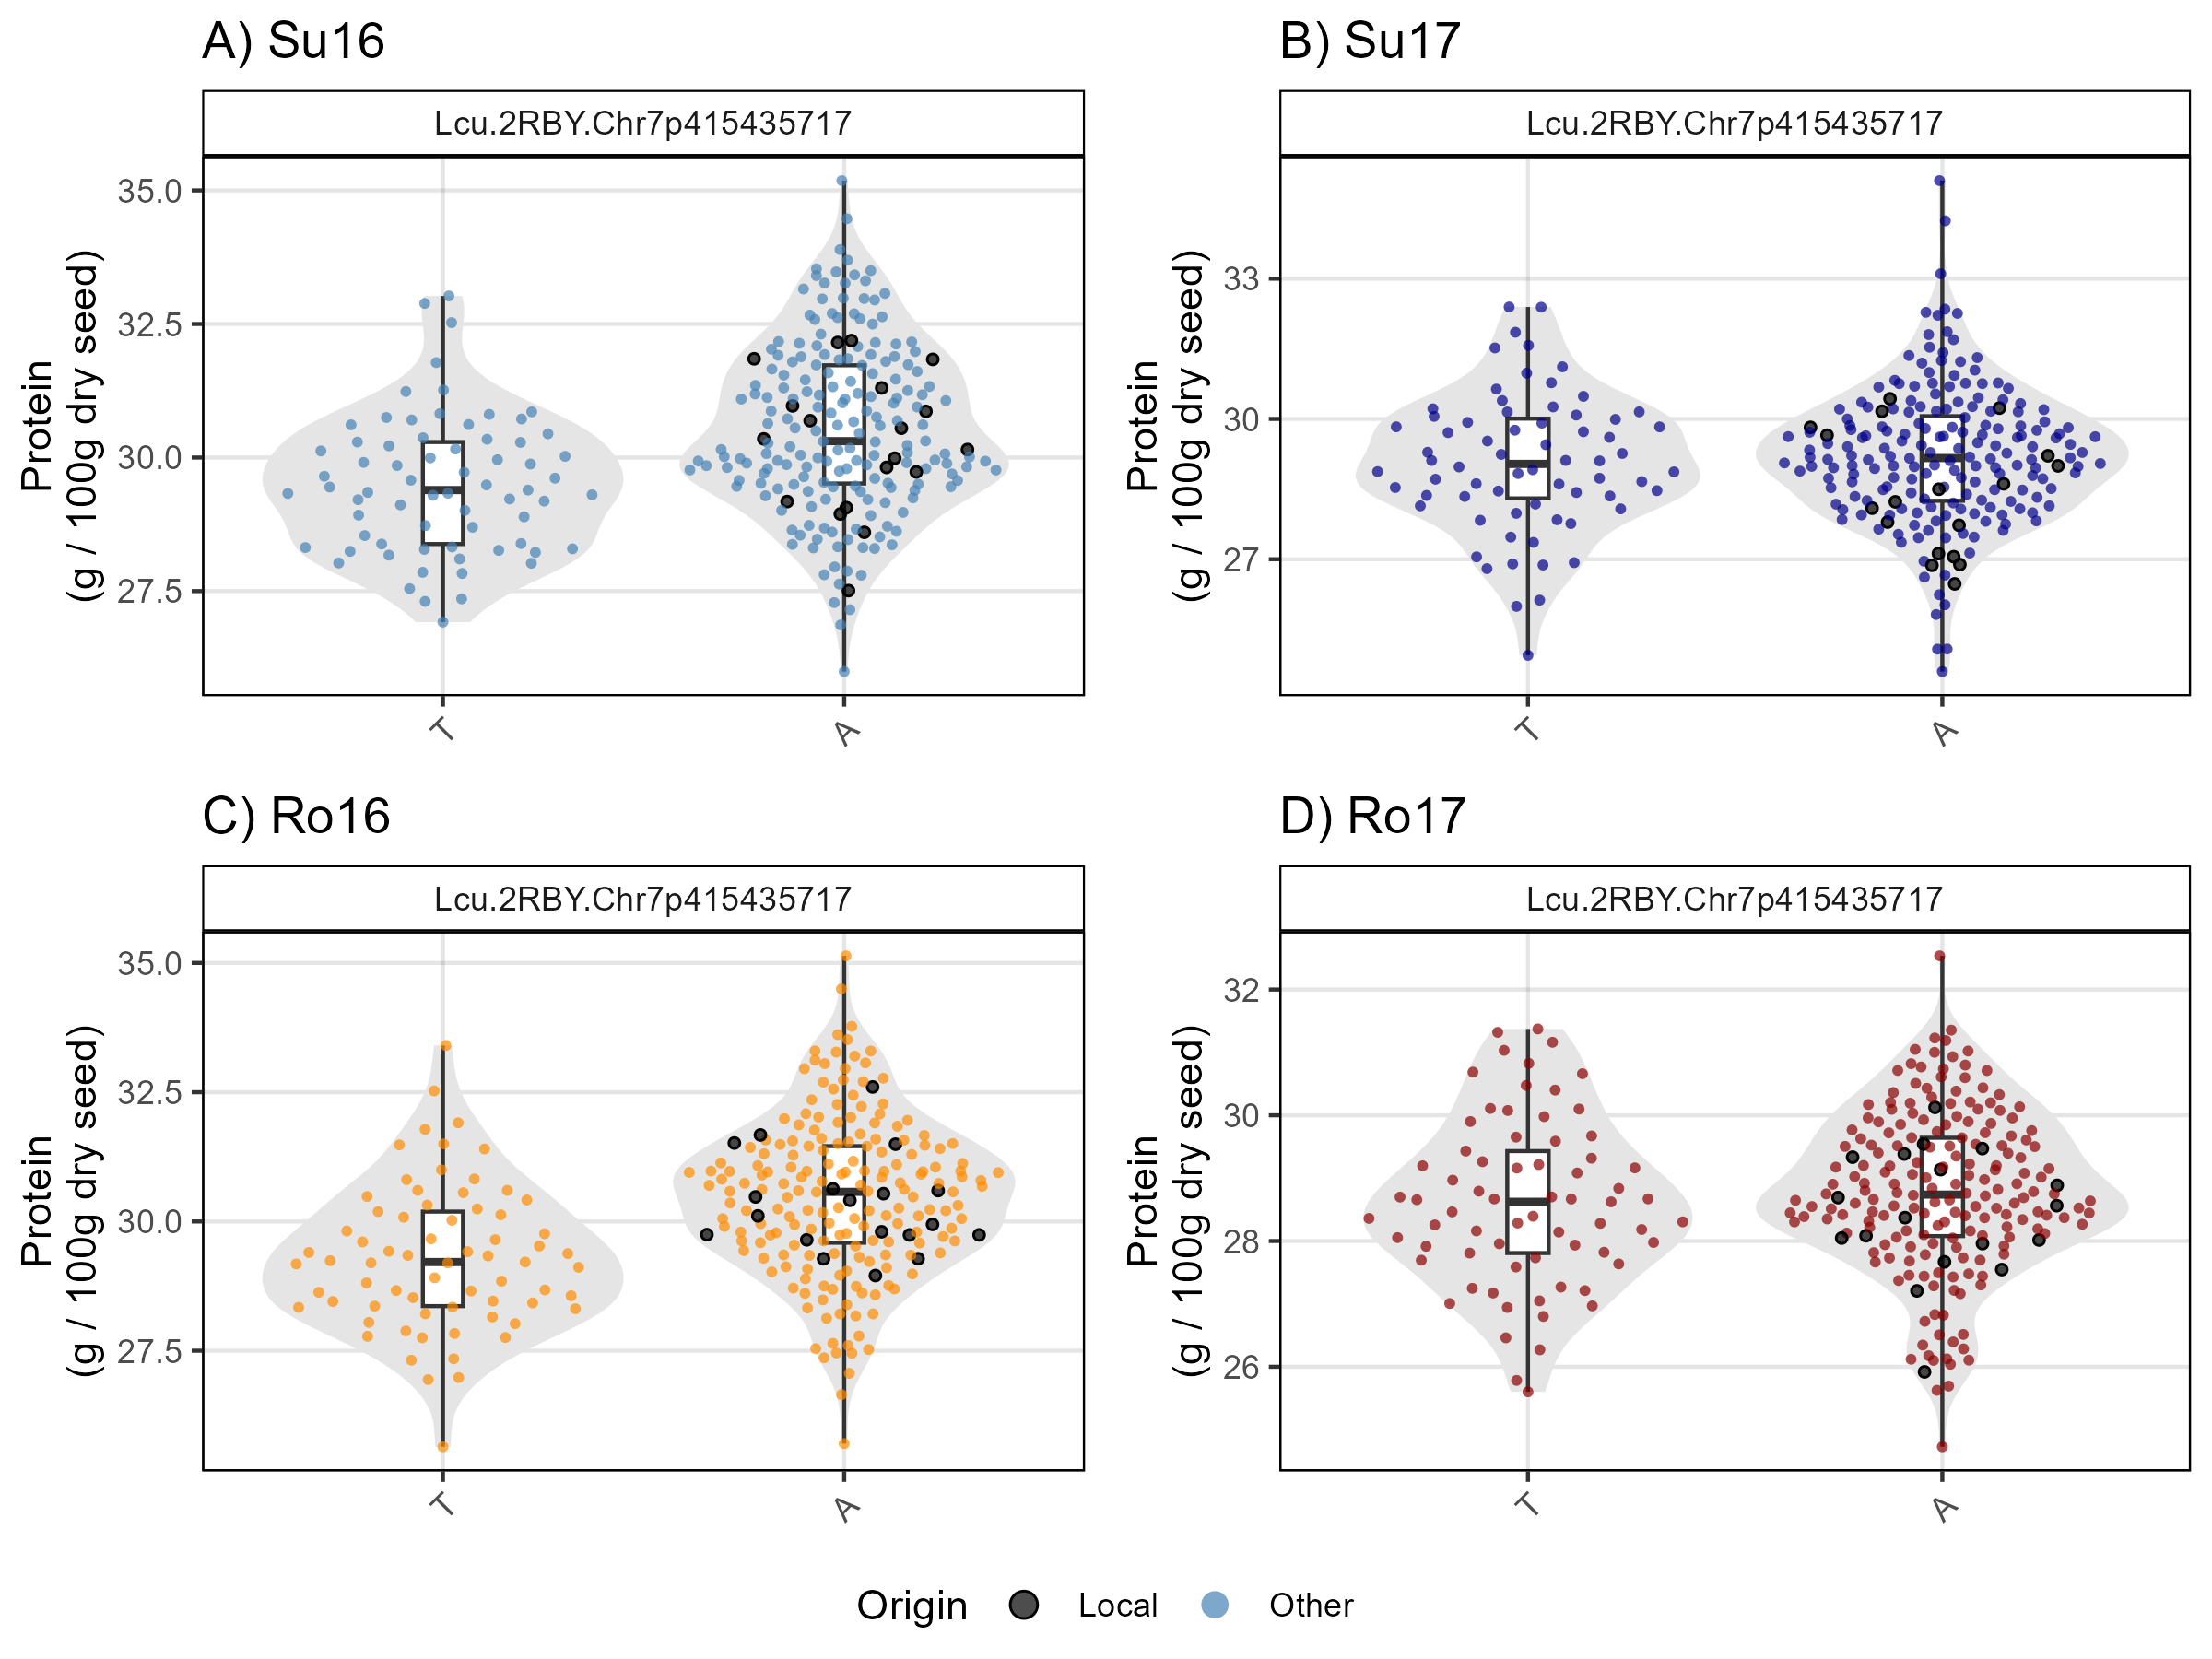 A) Su16
Lcu.2RBY.Chr7p415435717
Protein
(g / 100g dry seed)
35.0
32.5
30.0
27.5
T
A
B) Su17
Lcu.2RBY.Chr7p415435717
Protein
(g / 100g dry seed)
33
30
27
T
A
C) Ro16
Lcu.2RBY.Chr7p415435717
Protein
(g / 100g dry seed)
35.0
32.5
30.0
27.5
T
A
D) Ro17
Lcu.2RBY.Chr7p415435717
Protein
(g / 100g dry seed)
32
30
28
26
T
A
Origin Local Other